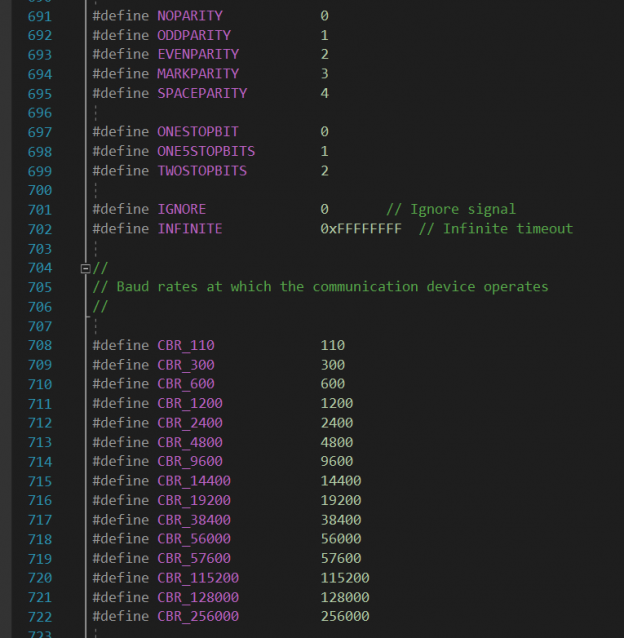 691 #define NOPARITY 0
692 #define ODDPARITY 1
693 #define EVENPARITY 2
694 #define MARKPARITY 3
695 #define SPACEPARITY 4
696
697 #define ONESTOPBIT 0
698 #define ONE5STOPBITS 1
699 #define TWOSTOPBITS 2
700
701 #define IGNORE 0 // Ignore signal
702 #define INFINITE 0xFFFFFFFF // Infinite timeout
703
704 //
705 // Baud rates at which the communication device operates
706 //
707
708 #define CBR_110 110
709 #define CBR_300 300
710 #define CBR_600 600
711 #define CBR_1200 1200
712 #define CBR_2400 2400
713 #define CBR_4800 4800
714 #define CBR_9600 9600
715 #define CBR_14400 14400
716 #define CBR_19200 19200
717 #define CBR_38400 38400
718 #define CBR_56000 56000
719 #define CBR_57600 57600
720 #define CBR_115200 115200
721 #define CBR_128000 128000
722 #define CBR_256000 256000
723